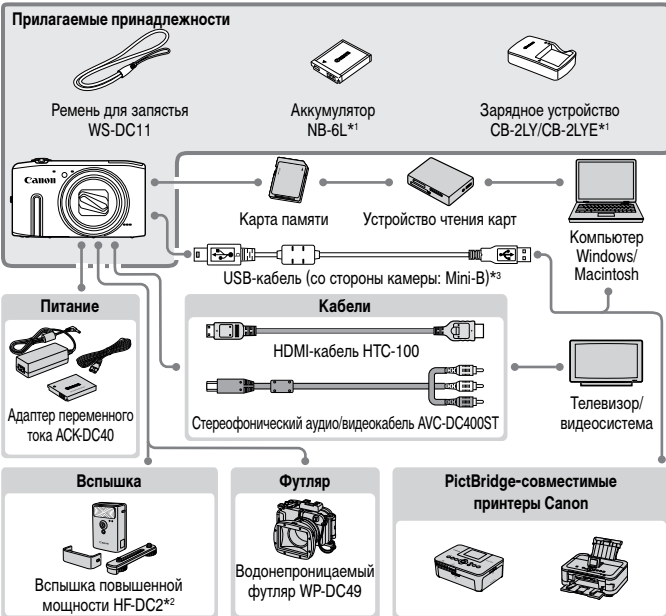 Прилагаемые принадлежности
Ремень для запястья
WS-DC11
Аккумулятор
NB-6L*1
Зарядное устройство
CB-2LY/CB-2LYE*1
Canon
Карта памяти
Устройство чтения карт
Компьютер
Windows/
Macintosh
USB-кабель (со стороны камеры: Mini-B)*3
Питание
Адаптер переменного
тока ACK-DC40
Кабели
HDMI-кабель HTC-100
Стереофонический аудио/видеокабель AVC-DC400ST
Телевизор/
видеосистема
Вспышка
Вспышка повышенной
мощности HF-DC2*2
Футляр
Водонепроницаемый
футляр WP-DC49
PictBridge-совместимые
принтеры Canon